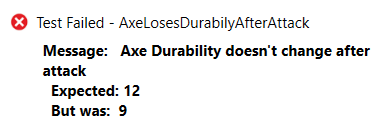 Test Failed - AxeLosesDurabilyAfterAttack
Message: Axe Durability doesn't change after
attack
Expected: 12
But was: 9